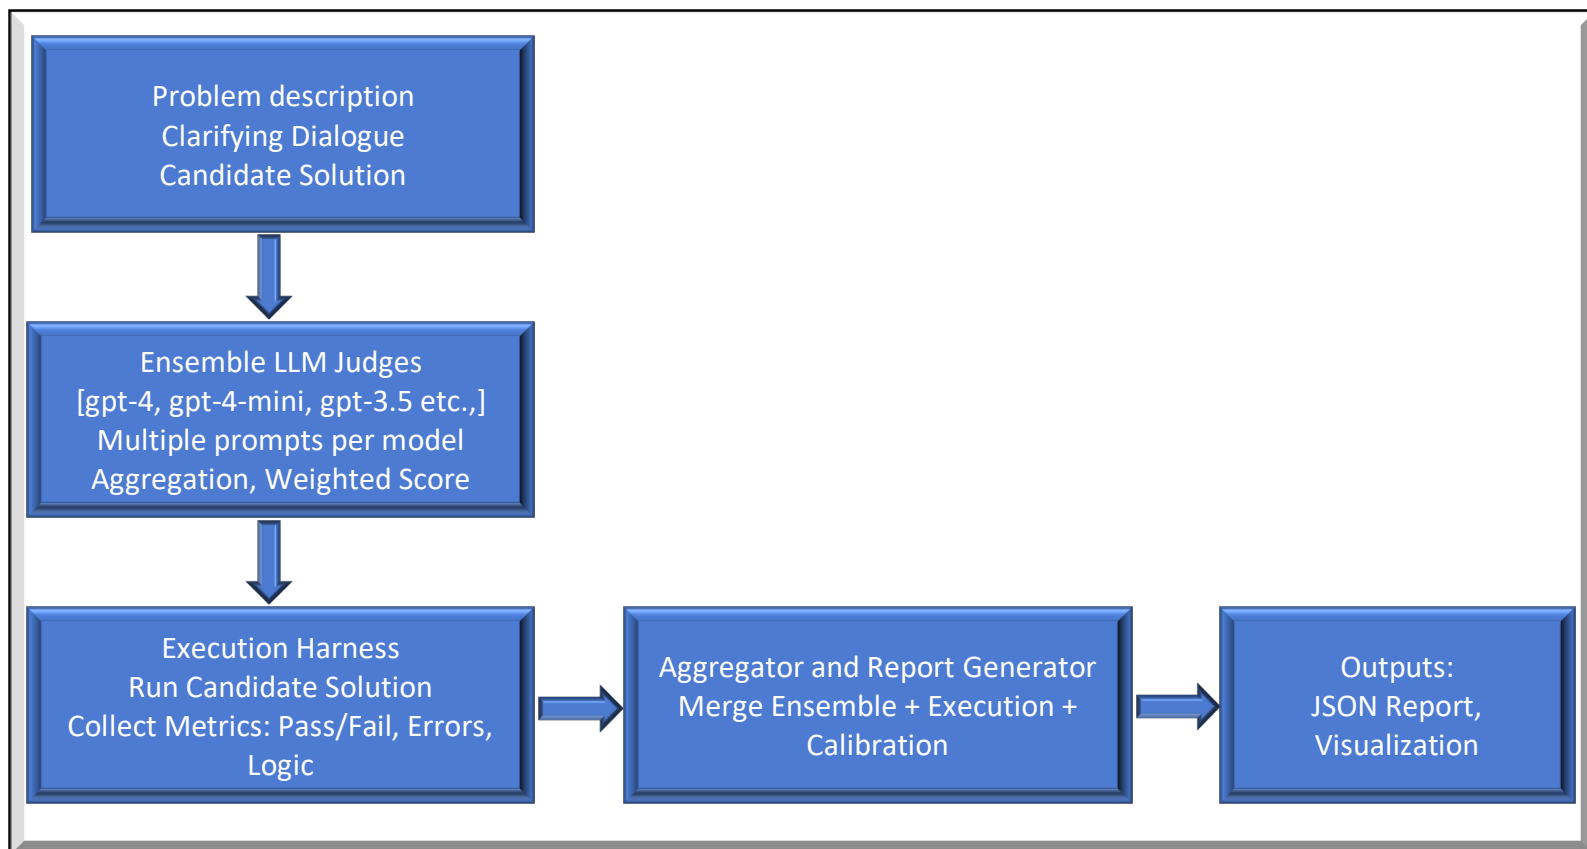 Problem description
Clarifying Dialogue
Candidate Solution
Ensemble LLM Judges
[gpt-4, gpt-4-mini, gpt-3.5 etc.,]
Multiple prompts per model
Aggregation, Weighted Score
Execution Harness
Run Candidate Solution
Collect Metrics: Pass/Fail, Errors,
Logic
Aggregator and Report Generator
Merge Ensemble + Execution +
Calibration
Outputs:
JSON Report,
Visualization